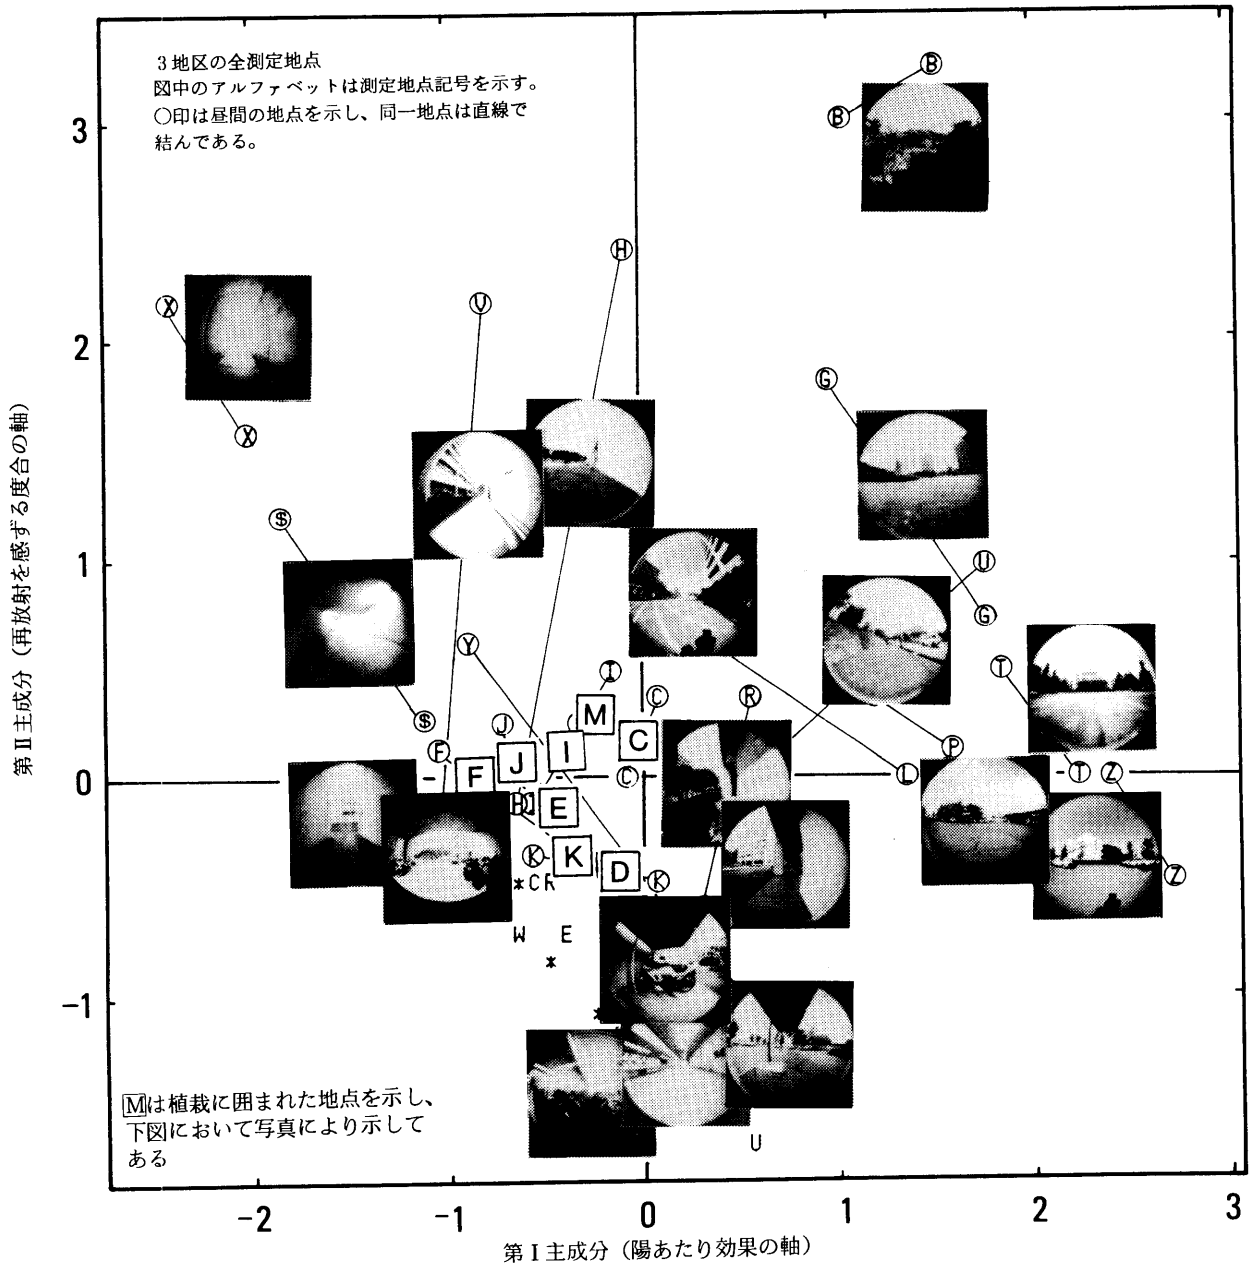 3地区の全測定地点
図中のアルファベットは測定地点記号を示す。
○印は昼間の地点を示し、同一地点は直線で
結んである。
B
B
3
H
X
V
2
G
X
第II主成分（再放射を感ずる度合の軸）
$
1
U
G
Y
I
T
C
R
$
J
M
F
C
P
I
J
F
0
C
L
T
Z
H
E
K
K
D
K
Z
* C R
W E
*
-1
*
Mは植栽に囲まれた地点を示し、
下図において写真により示して
ある
U
-2 -1 0 1 2 3
第I主成分（陽あたり効果の軸）